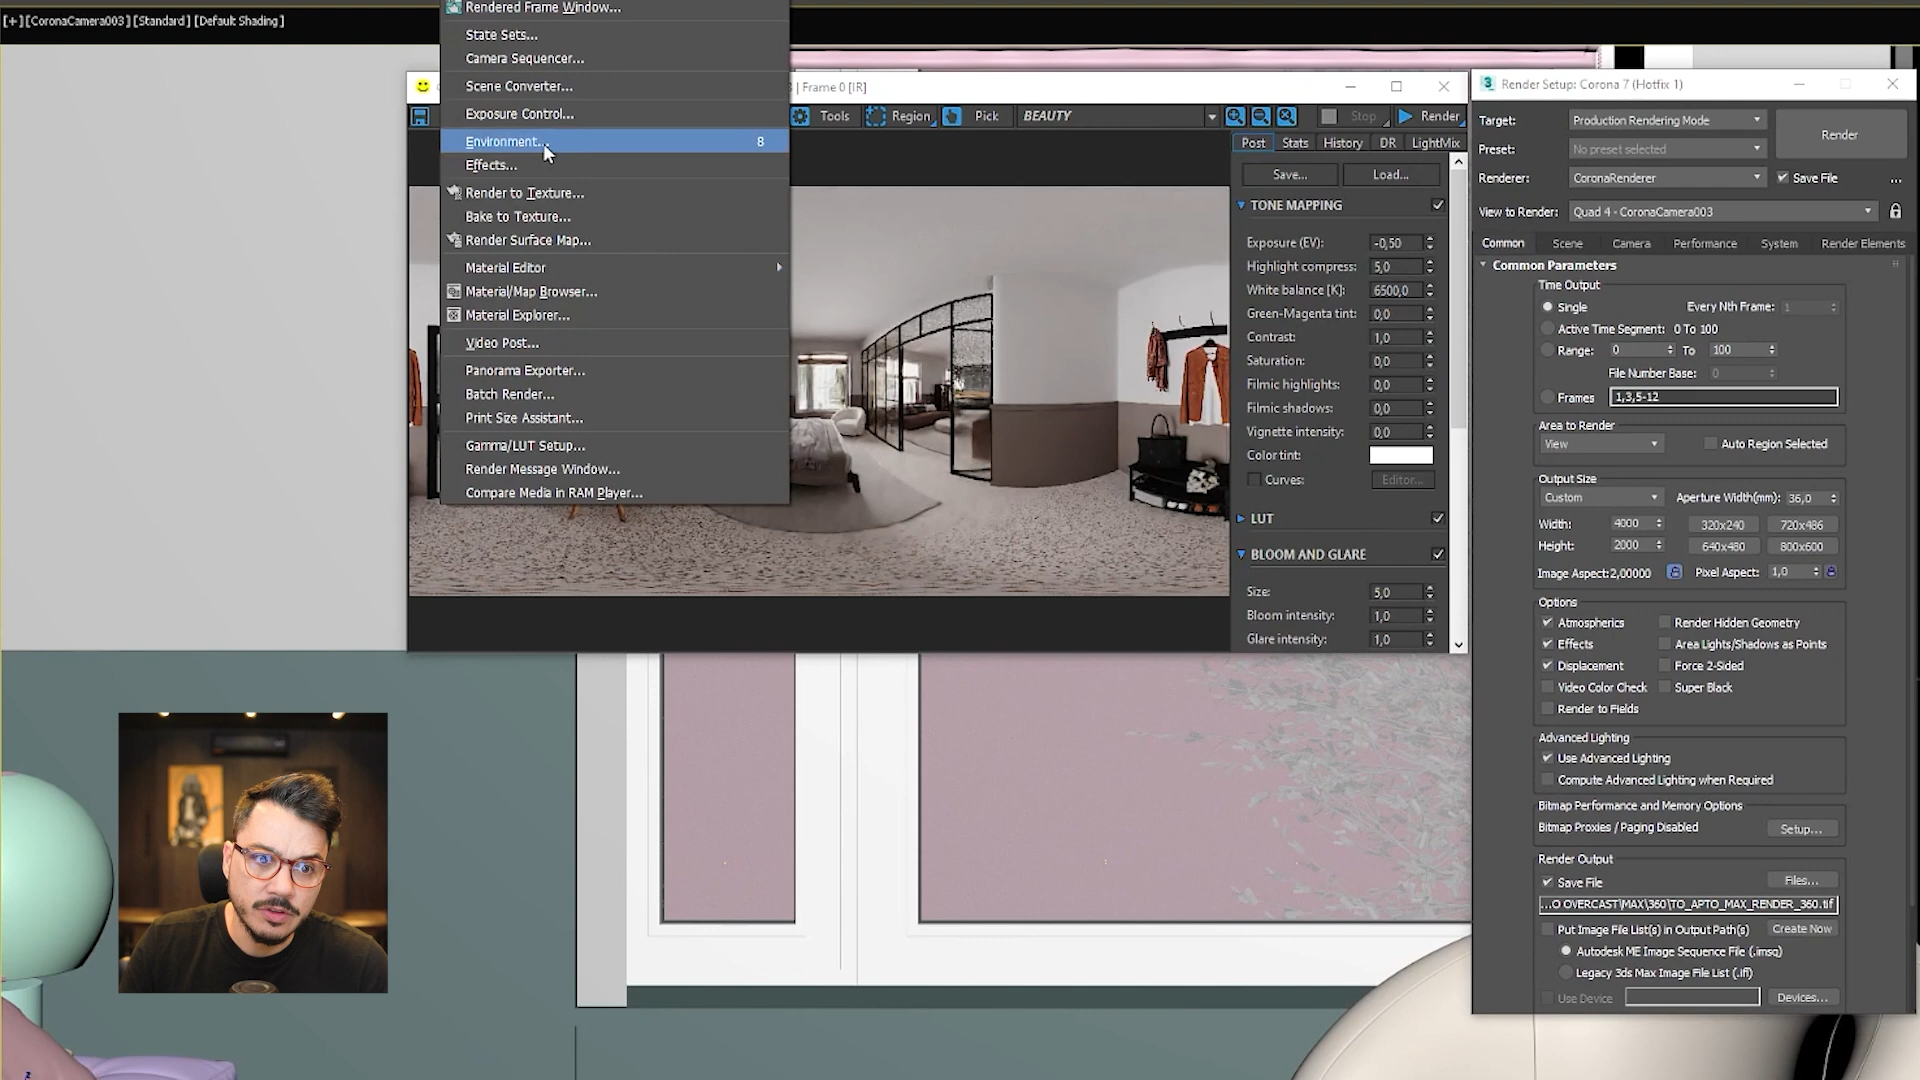 [+] [CoronaCamera003] [Standard] [Default Shading]
Rendered Frame Window...
State Sets...
Camera Sequencer...
Scene Converter...
Exposure Control...
Environment... 8
Effects...
Render to Texture...
Bake to Texture...
Render Surface Map...
Material Editor
Material/Map Browser...
Material Explorer...
Video Post...
Panorama Exporter...
Batch Render...
Print Size Assistant...
Gamma/LUT Setup...
Render Message Window...
Compare Media in RAM Player...
| Frame 0 [IR]
Tools Region Pick BEAUTY Stop Render
Post Stats History DR LightMix
Save... Load...
TONE MAPPING
Exposure (EV): -0,50
Highlight compress: 5,0
White balance [K]: 6500,0
Green-Magenta tint: 0,0
Contrast: 1,0
Saturation: 0,0
Filmic highlights: 0,0
Filmic shadows: 0,0
Vignette intensity: 0,0
Color tint:
Curves: Editor...
LUT
BLOOM AND GLARE
Size: 5,0
Bloom intensity: 1,0
Glare intensity: 1,0
3 Render Setup: Corona 7 (Hotfix 1)
Target: Production Rendering Mode
Render
Preset: No preset selected
Renderer: CoronaRenderer Save File ...
View to Render: Quad 4 - CoronaCamera003
Common Scene Camera Performance System Render Elements
Common Parameters
Time Output
Single Every Nth Frame: 1
Active Time Segment: 0 To 100
Range: 0 To 100
File Number Base: 0
Frames 1,3,5-12
Area to Render
View Auto Region Selected
Output Size
Custom Aperture Width(mm): 36,0
Width: 4000 320x240 720x486
Height: 2000 640x480 800x600
Image Aspect:2,00000 Pixel Aspect: 1,0
Options
Atmospherics Render Hidden Geometry
Effects Area Lights/Shadows as Points
Displacement Force 2-Sided
Video Color Check Super Black
Render to Fields
Advanced Lighting
Use Advanced Lighting
Compute Advanced Lighting when Required
Bitmap Performance and Memory Options
Bitmap Proxies / Paging Disabled Setup...
Render Output
Save File Files...
...O OVERCAST\MAX\360\TO_APTO_MAX_RENDER_360.tif
Put Image File List(s) in Output Path(s) Create Now
Autodesk ME Image Sequence File (.imsq)
Legacy 3ds Max Image File List (.ifl)
Use Device Devices...